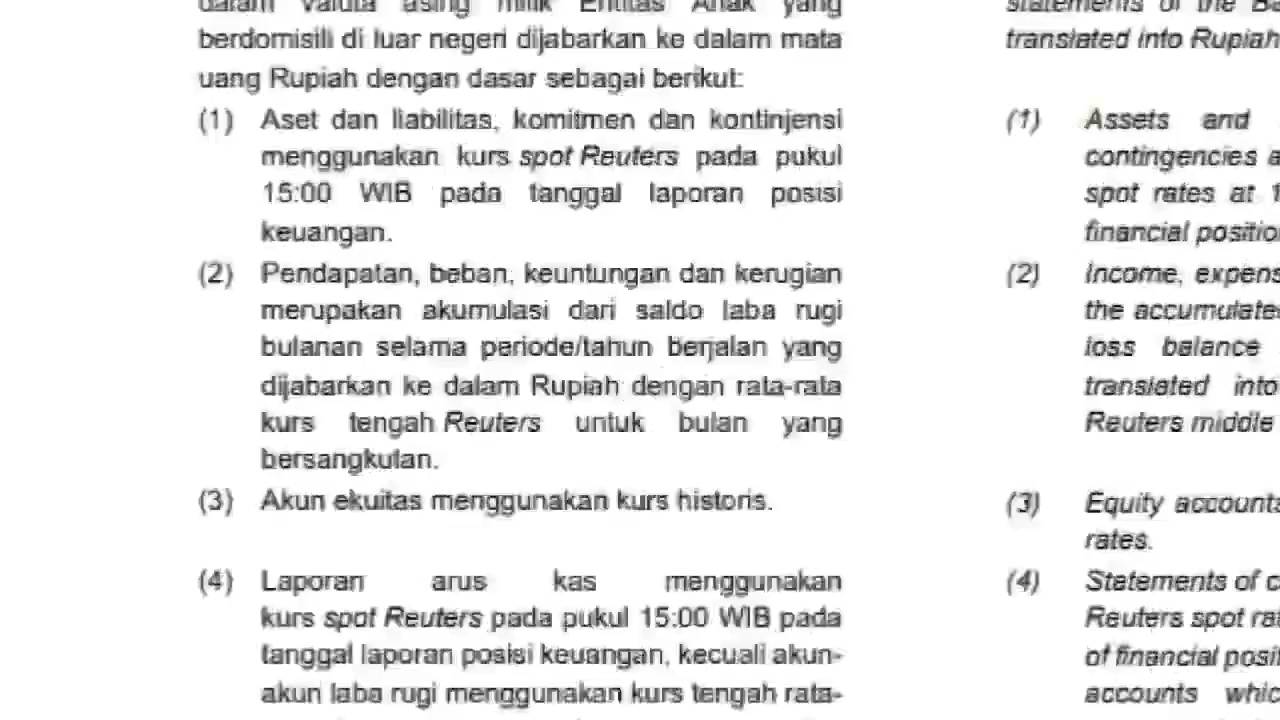 dalam valuta asing milik Entitas Anak yang
berdomisili di luar negeri dijabarkan ke dalam mata
uang Rupiah dengan dasar sebagai berikut:
(1) Aset dan liabilitas, komitmen dan kontinjensi
menggunakan kurs spot Reuters pada pukul
15:00 WIB pada tanggal laporan posisi
keuangan.
(2) Pendapatan, beban, keuntungan dan kerugian
merupakan akumulasi dari saldo laba rugi
bulanan selama periode/tahun berjalan yang
dijabarkan ke dalam Rupiah dengan rata-rata
kurs tengah Reuters untuk bulan yang
bersangkutan.
(3) Akun ekuitas menggunakan kurs historis.
(4) Laporan arus kas menggunakan
kurs spot Reuters pada pukul 15:00 WIB pada
tanggal laporan posisi keuangan, kecuali akun-
akun laba rugi menggunakan kurs tengah rata-
statements of the
translated into Rupiah
(1) Assets and
contingencies
spot rates at
financial positio
(2) Income, expens
the accumulate
loss balance
translated into
Reuters middle
(3) Equity accounts
rates.
(4) Statements of c
Reuters spot rat
of financial posit
accounts whic